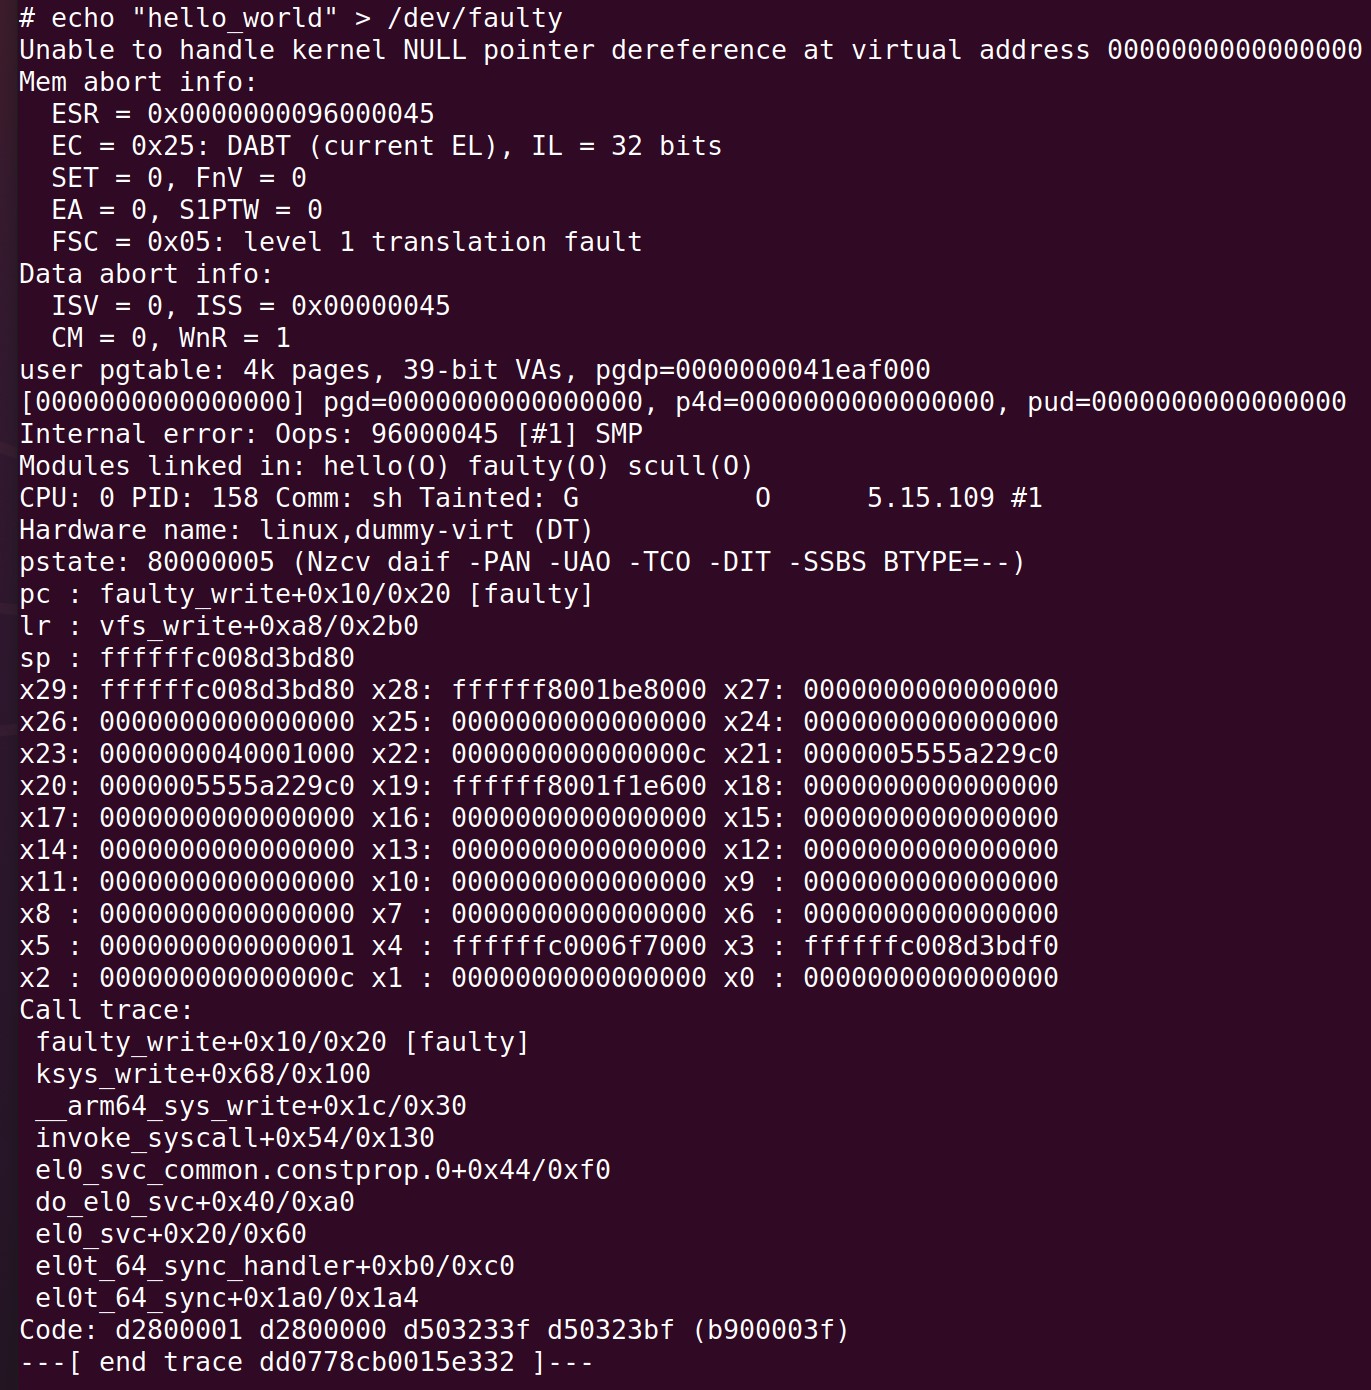 # echo "hello_world" > /dev/faulty
Unable to handle kernel NULL pointer dereference at virtual address 0000000000000000
Mem abort info:
  ESR = 0x0000000096000045
  EC = 0x25: DABT (current EL), IL = 32 bits
  SET = 0, FnV = 0
  EA = 0, S1PTW = 0
  FSC = 0x05: level 1 translation fault
Data abort info:
  ISV = 0, ISS = 0x00000045
  CM = 0, WnR = 1
user pgtable: 4k pages, 39-bit VAs, pgdp=0000000041eaf000
[0000000000000000] pgd=0000000000000000, p4d=0000000000000000, pud=0000000000000000
Internal error: Oops: 96000045 [#1] SMP
Modules linked in: hello(O) faulty(O) scull(O)
CPU: 0 PID: 158 Comm: sh Tainted: G           O      5.15.109 #1
Hardware name: linux,dummy-virt (DT)
pstate: 80000005 (Nzcv daif -PAN -UAO -TCO -DIT -SSBS BTYPE=--)
pc : faulty_write+0x10/0x20 [faulty]
lr : vfs_write+0xa8/0x2b0
sp : ffffffc008d3bd80
x29: ffffffc008d3bd80 x28: ffffff8001be8000 x27: 0000000000000000
x26: 0000000000000000 x25: 0000000000000000 x24: 0000000000000000
x23: 0000000040001000 x22: 000000000000000c x21: 0000005555a229c0
x20: 0000005555a229c0 x19: ffffff8001f1e600 x18: 0000000000000000
x17: 0000000000000000 x16: 0000000000000000 x15: 0000000000000000
x14: 0000000000000000 x13: 0000000000000000 x12: 0000000000000000
x11: 0000000000000000 x10: 0000000000000000 x9 : 0000000000000000
x8 : 0000000000000000 x7 : 0000000000000000 x6 : 0000000000000000
x5 : 0000000000000001 x4 : ffffffc0006f7000 x3 : ffffffc008d3bdf0
x2 : 000000000000000c x1 : 0000000000000000 x0 : 0000000000000000
Call trace:
 faulty_write+0x10/0x20 [faulty]
 ksys_write+0x68/0x100
 __arm64_sys_write+0x1c/0x30
 invoke_syscall+0x54/0x130
 el0_svc_common.constprop.0+0x44/0xf0
 do_el0_svc+0x40/0xa0
 el0_svc+0x20/0x60
 el0t_64_sync_handler+0xb0/0xc0
 el0t_64_sync+0x1a0/0x1a4
Code: d2800001 d2800000 d503233f d50323bf (b900003f)
---[ end trace dd0778cb0015e332 ]---